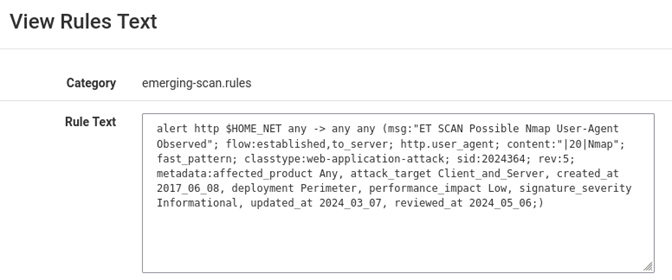 View Rules Text
Category emerging-scan.rules
Rule Text
alert http $HOME_NET any -> any any (msg:"ET SCAN Possible Nmap User-Agent
Observed"; flow:established,to_server; http.user_agent; content:"|20|Nmap";
fast_pattern; classtype:web-application-attack; sid:2024364; rev:5;
metadata:affected_product Any, attack_target Client_and_Server, created_at
2017_06_08, deployment Perimeter, performance_impact Low, signature_severity
Informational, updated_at 2024_03_07, reviewed_at 2024_05_06;)